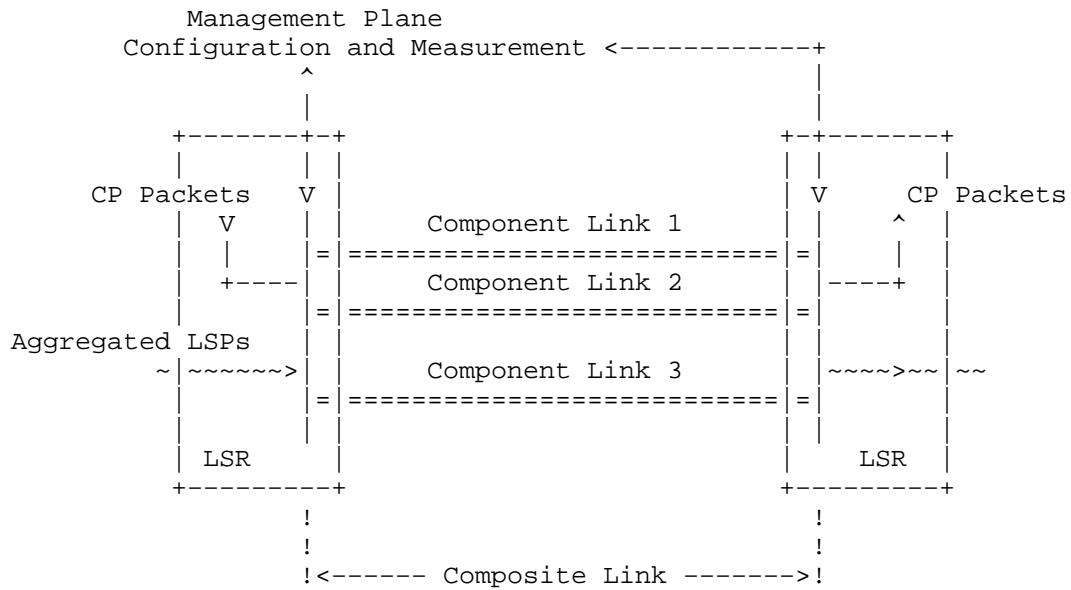 Management Plane
Configuration and Measurement <------------+
CP Packets V V CP Packets
V ^
Component Link 1
Component Link 2
Aggregated LSPs
Component Link 3
LSR LSR
!<------ Composite Link ------->!